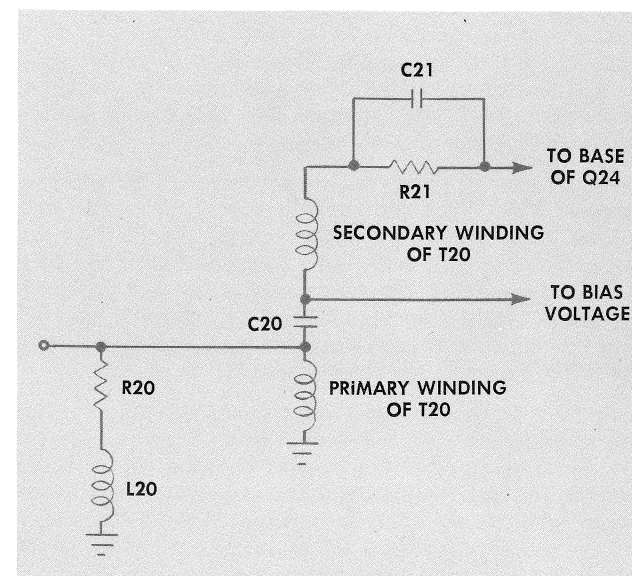 C21
TO BASE
OF Q24
R21
SECONDARY WINDING
OF T20
TO BIAS
VOLTAGE
C20
R20
PRiMARY WINDING
OF T20
L20